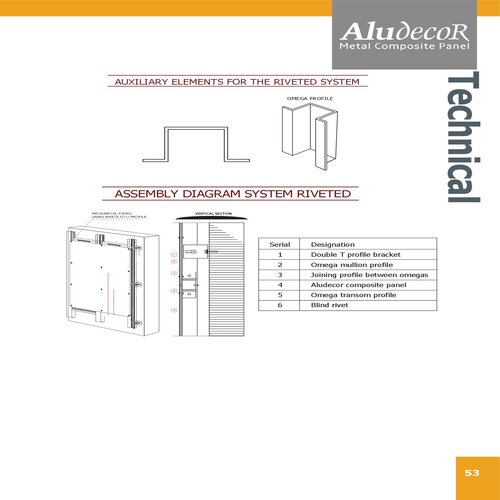 AludecoR
Metal Composite Panel
Technical
AUXILIARY ELEMENTS FOR THE RIVETED SYSTEM
OMEGA PROFILE
ASSEMBLY DIAGRAM SYSTEM RIVETED
MECHANICAL FIXING
USING RIVETS TO U PROFILE
VERTICAL SECTION
Serial Designation
1 Double T profile bracket
2 Omega mullion profile
3 Joining profile between omegas
4 Aludecor composite panel
5 Omega transom profile
6 Blind rivet
53